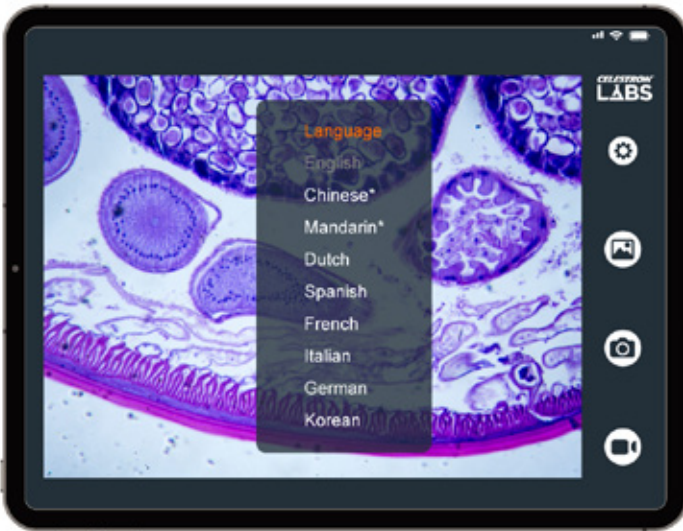 CELESTRON
LABS
Language
English
Chinese*
Mandarin*
Dutch
Spanish
French
Italian
German
Korean